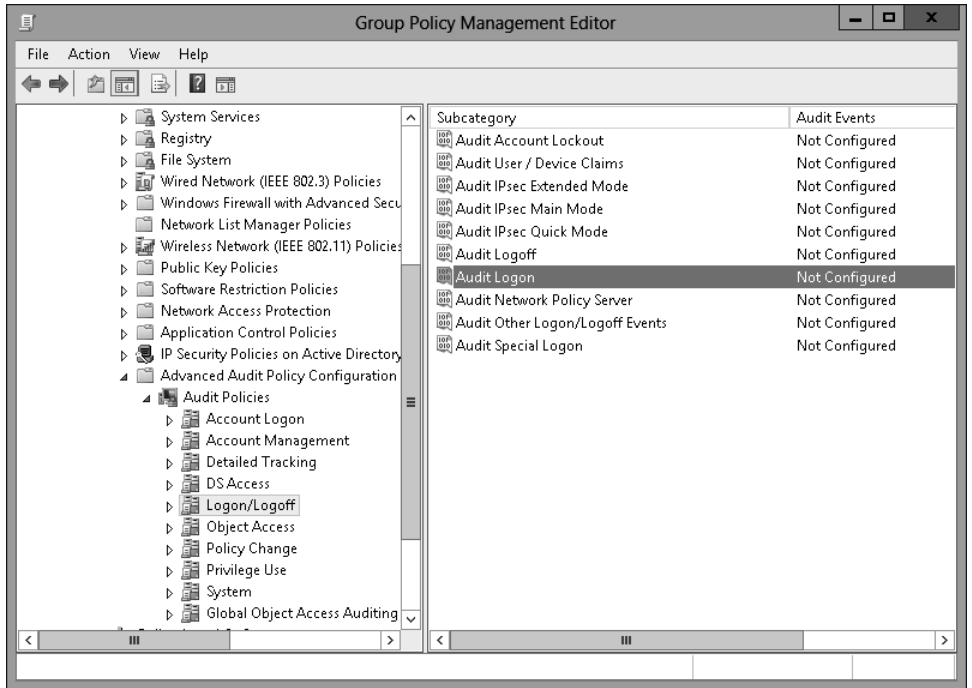 Group Policy Management Editor
File Action View Help
System Services
Registry
File System
Wired Network (IEEE 802.3) Policies
Windows Firewall with Advanced Secu
Network List Manager Policies
Wireless Network (IEEE 802.11) Policies
Public Key Policies
Software Restriction Policies
Network Access Protection
Application Control Policies
IP Security Policies on Active Directory
Advanced Audit Policy Configuration
Audit Policies
Account Logon
Account Management
Detailed Tracking
DS Access
Logon/Logoff
Object Access
Policy Change
Privilege Use
System
Global Object Access Auditing
Subcategory Audit Events
Audit Account Lockout Not Configured
Audit User / Device Claims Not Configured
Audit IPsec Extended Mode Not Configured
Audit IPsec Main Mode Not Configured
Audit IPsec Quick Mode Not Configured
Audit Logoff Not Configured
Audit Logon Not Configured
Audit Network Policy Server Not Configured
Audit Other Logon/Logoff Events Not Configured
Audit Special Logon Not Configured